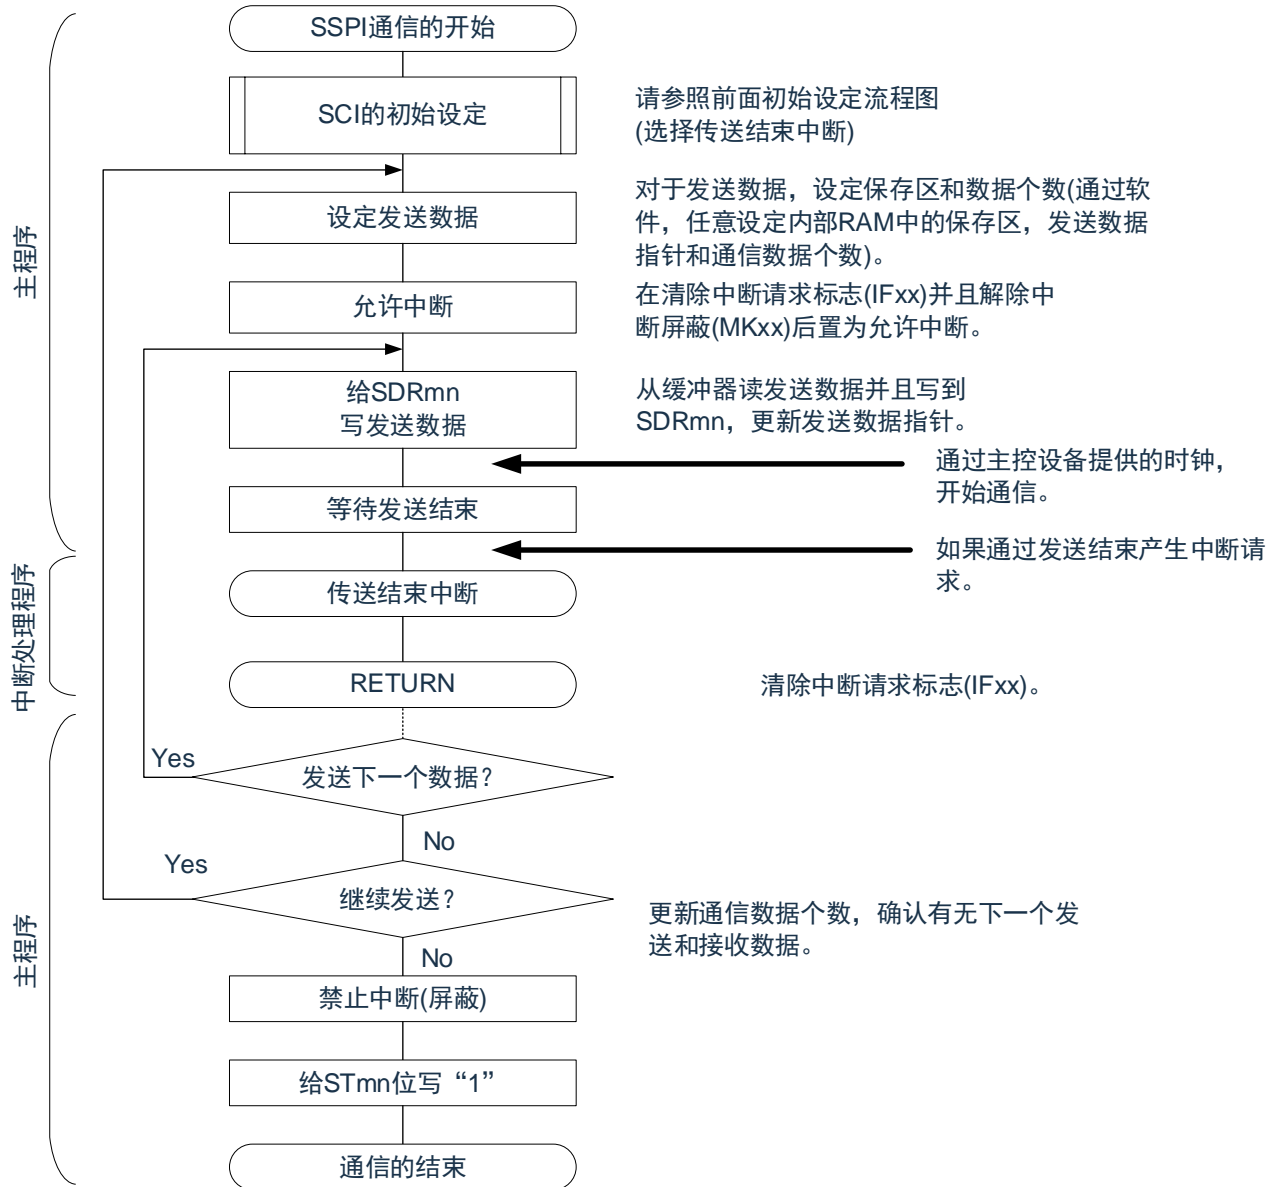 SSPI通信的开始
SCI的初始设定
请参照前面初始设定流程图
(选择传送结束中断)
设定发送数据
对于发送数据，设定保存区和数据个数(通过软
件，任意设定内部RAM中的保存区，发送数据
指针和通信数据个数)。
主程序
允许中断
在清除中断请求标志(IFxx)并且解除中
断屏蔽(MKxx)后置为允许中断。
给SDRmn
写发送数据
从缓冲器读发送数据并且写到
SDRmn，更新发送数据指针。
通过主控设备提供的时钟，
开始通信。
等待发送结束
如果通过发送结束产生中断请
求。
传送结束中断
中断处理程序
RETURN
清除中断请求标志(IFxx)。
Yes
发送下一个数据？
No
Yes
继续发送？
更新通信数据个数，确认有无下一个发
送和接收数据。
No
主程序
禁止中断(屏蔽)
给STmn位写“1”
通信的结束